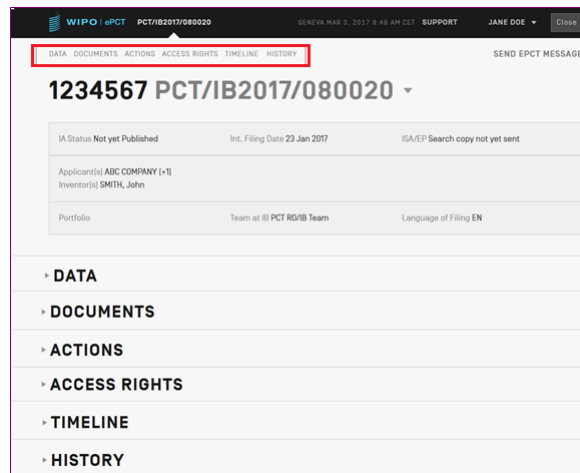 WIPO | ePCT PCT/IB2017/080020 GENEVA MAR 3, 2017 8:48 AM CET SUPPORT JANE DOE Close
DATA DOCUMENTS ACTIONS ACCESS RIGHTS TIMELINE HISTORY SEND EPCT MESSAGE
1234567 PCT/IB2017/080020
IA Status Not yet Published Int. Filing Date 23 Jan 2017 ISA/EP Search copy not yet sent
Applicant(s) ABC COMPANY (+1)
Inventor(s) SMITH, John
Portfolio Team at IB PCT RO/IB Team Language of Filing EN
DATA
DOCUMENTS
ACTIONS
ACCESS RIGHTS
TIMELINE
HISTORY